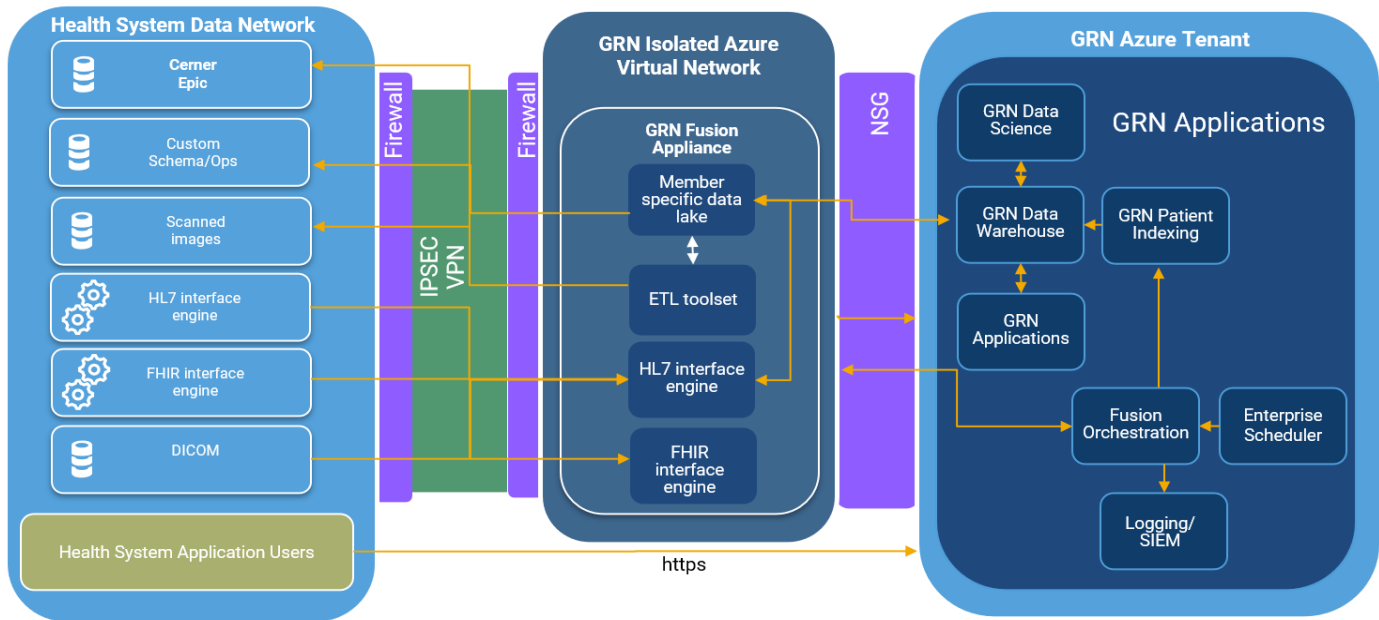 Health System Data Network
Cerner
Epic
Custom
Schema/Ops
Scanned
images
HL7 interface
engine
FHIR interface
engine
DICOM
Health System Application Users
Firewall
IPSEC
VPN
Firewall
GRN Isolated Azure
Virtual Network
GRN Fusion
Appliance
Member
specific data
lake
ETL toolset
HL7 interface
engine
FHIR
interface
engine
NSG
https
GRN Azure Tenant
GRN Applications
GRN Data
Science
GRN Data
Warehouse
GRN Patient
Indexing
GRN
Applications
Fusion
Orchestration
Enterprise
Scheduler
Logging/
SIEM